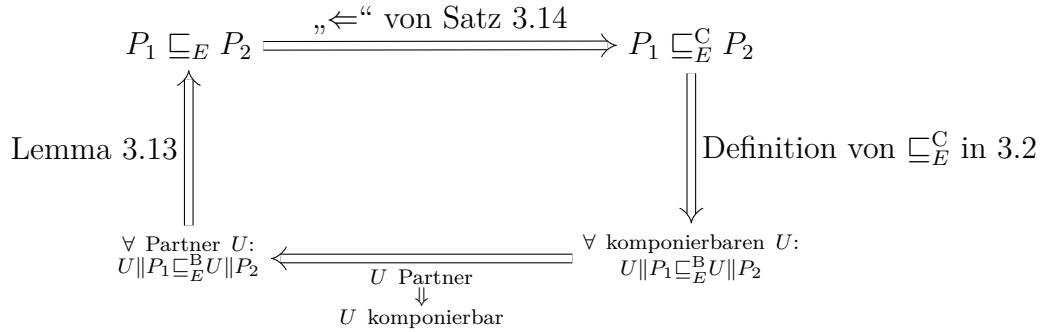 „⇐“ von Satz 3.14
P₁ ⊑_E P₂
P₁ ⊑_E^C P₂
Lemma 3.13
Definition von ⊑_E^C in 3.2
∀ Partner U:
U∥P₁⊑_E^B U∥P₂
∀ komponierbaren U:
U∥P₁⊑_E^B U∥P₂
U Partner
⇓
U komponierbar